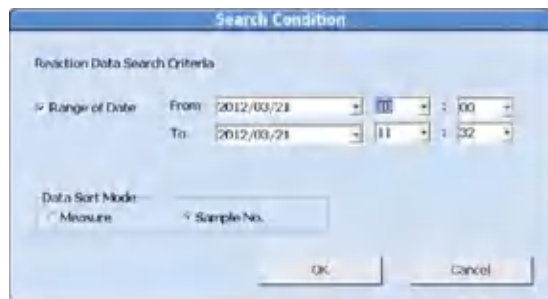 Search Condition
Reaction Data Search Criteria
Range of Date From 2012/03/21 : 00
To 2012/03/21 11 : 32
Data Sort Mode
Measure Sample No.
OK Cancel